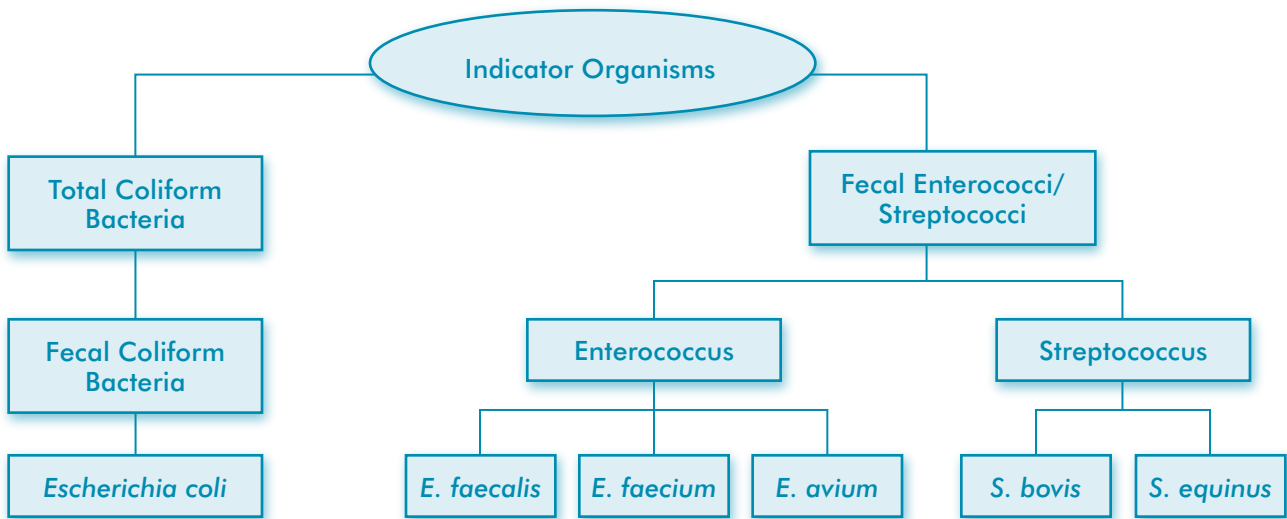 Indicator Organisms
Total Coliform
Bacteria
Fecal Enterococci/
Streptococci
Fecal Coliform
Bacteria
Enterococcus
Streptococcus
Escherichia coli
E. faecalis
E. faecium
E. avium
S. bovis
S. equinus